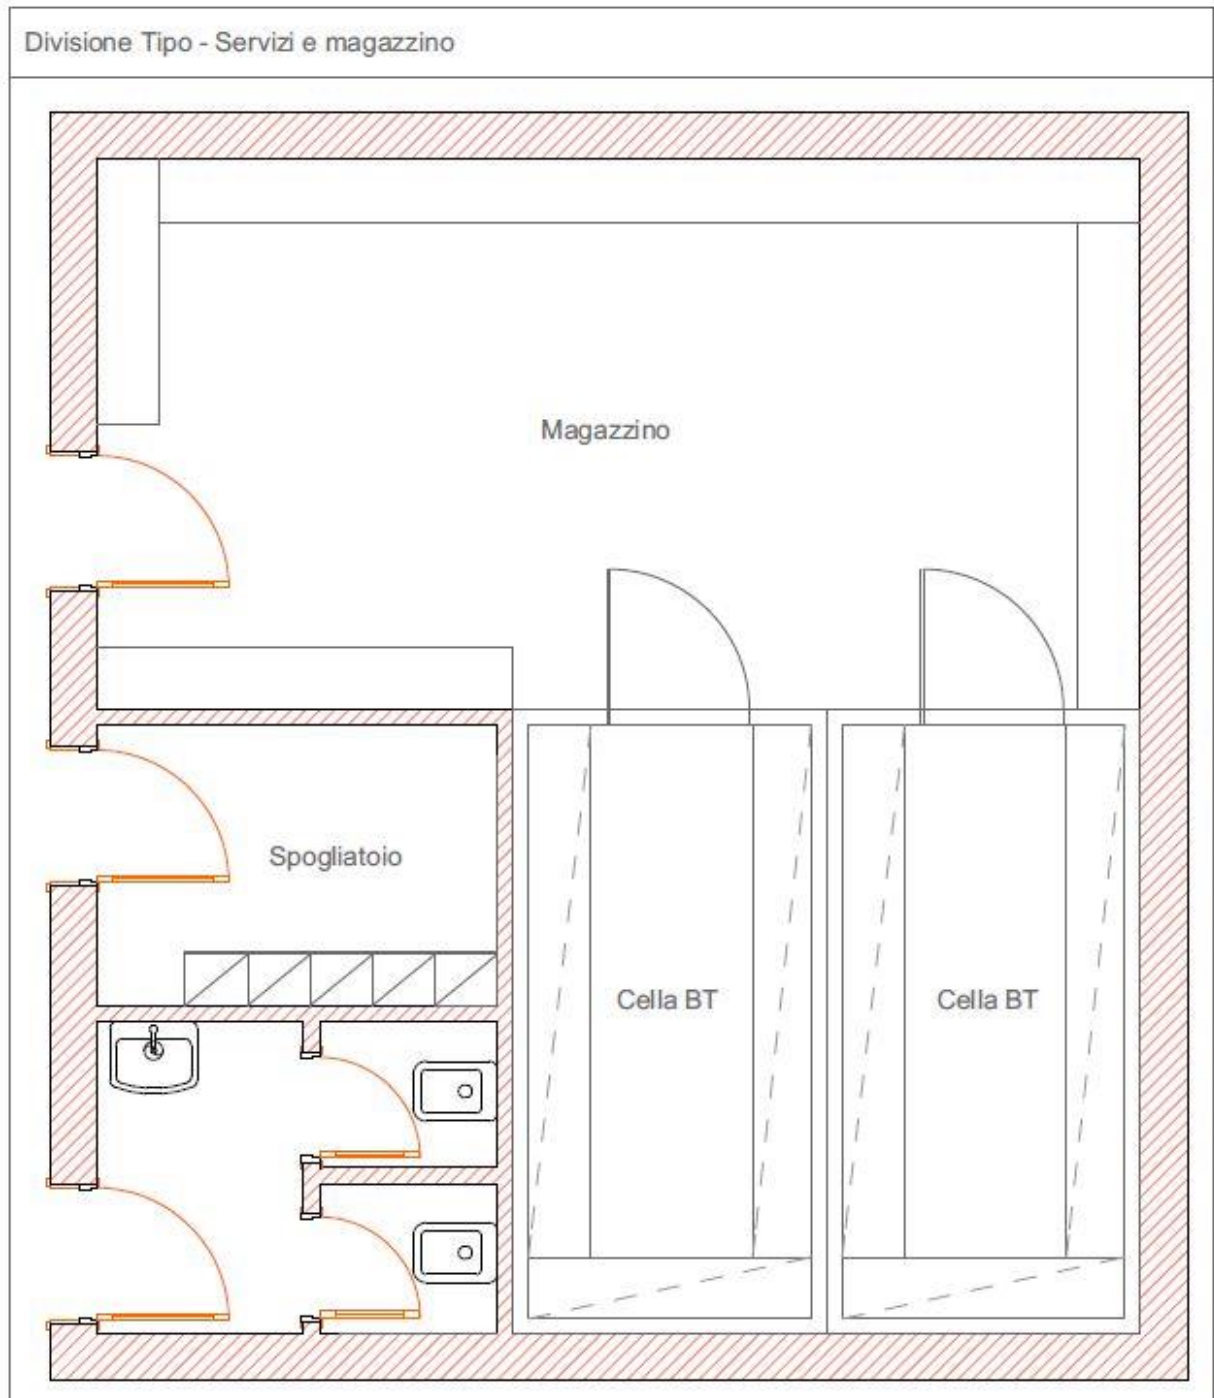 Divisione Tipo - Servizi e magazzino
Magazzino
Spogliatoio
Cella BT
Cella BT